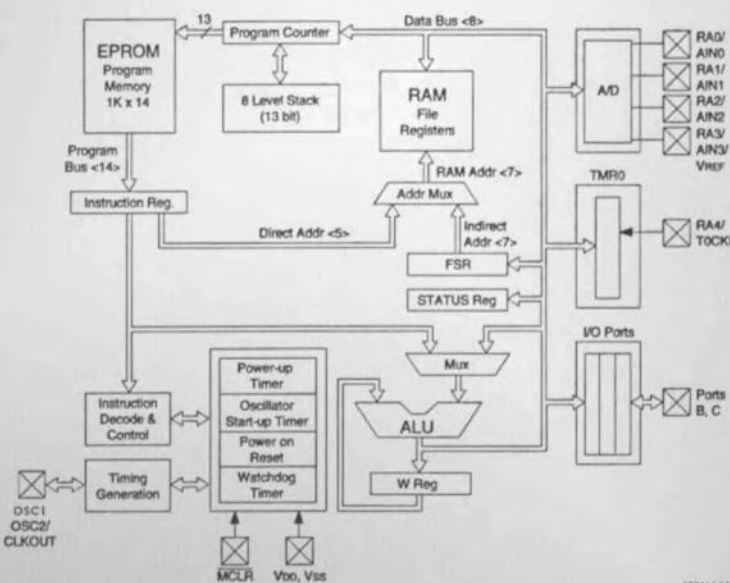 13
Program Counter
Data Bus <8>
EPROM
Program
Memory
1K x 14
8 Level Stack
(13 bit)
RAM
File
Registers
A/D
RA0/
AIN0
RA1/
AIN1
RA2/
AIN2
RA3/
AIN3/
VREF
Program
Bus <14>
RAM Addr <7>
Instruction Reg.
Addr Mux
TMR0
Direct Addr <5>
Indirect
Addr <7>
RA4/
T0CKI
FSR
STATUS Reg
I/O Ports
Mux
Power-up
Timer
Oscillator
Start-up Timer
Power on
Reset
Watchdog
Timer
Instruction
Decode &
Control
ALU
Ports
B, C
Timing
Generation
W Reg
OSC1
OSC2/
CLKOUT
MCLR
VDD, VSS